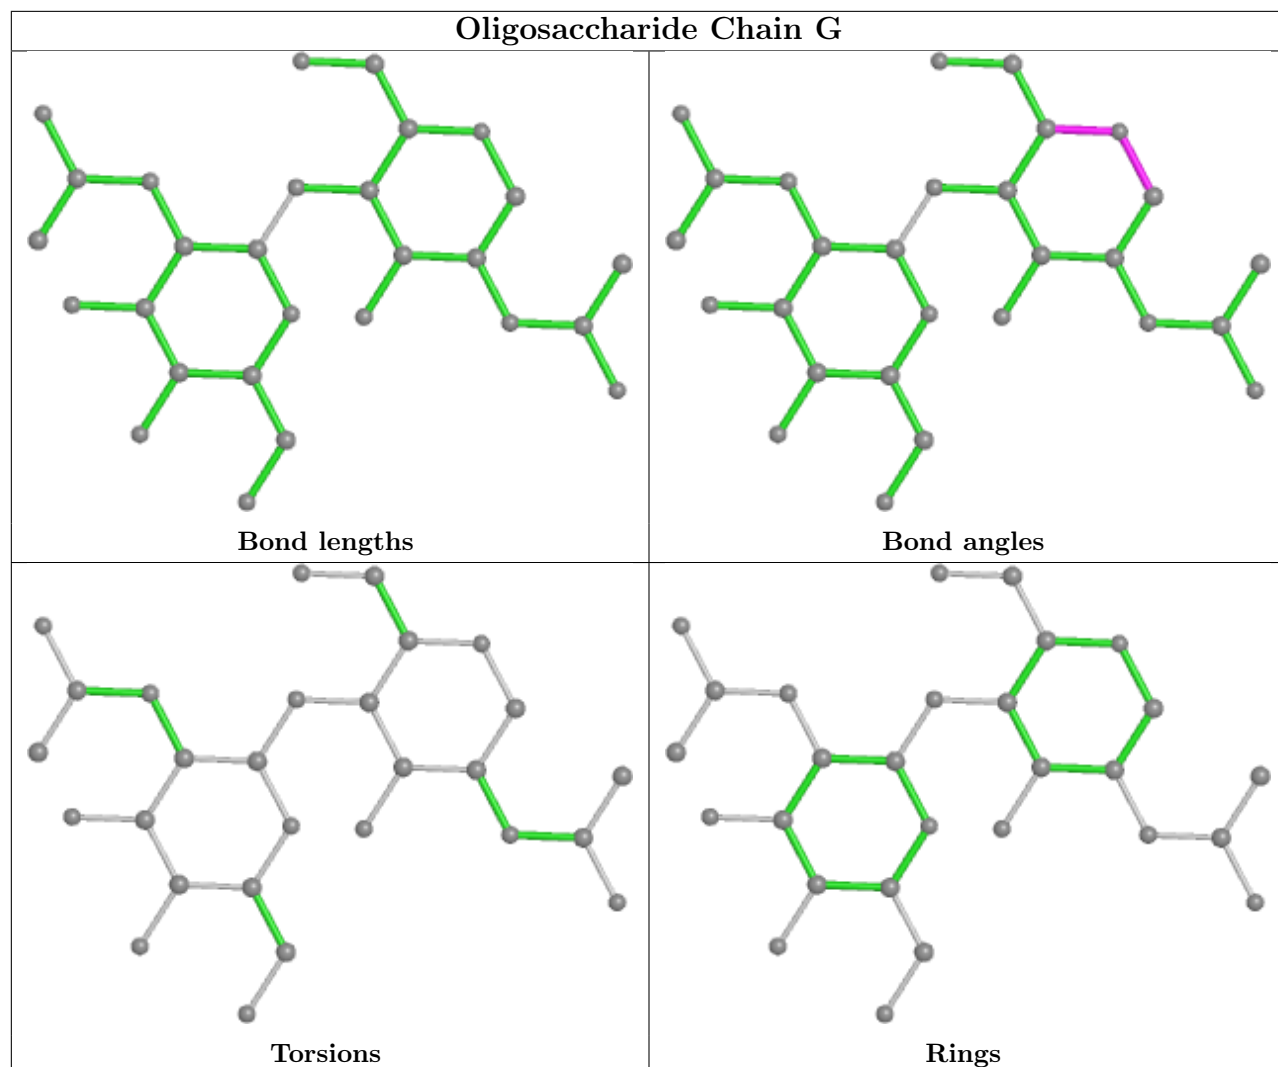 Oligosaccharide Chain G
Bond lengths
Bond angles
Torsions
Rings